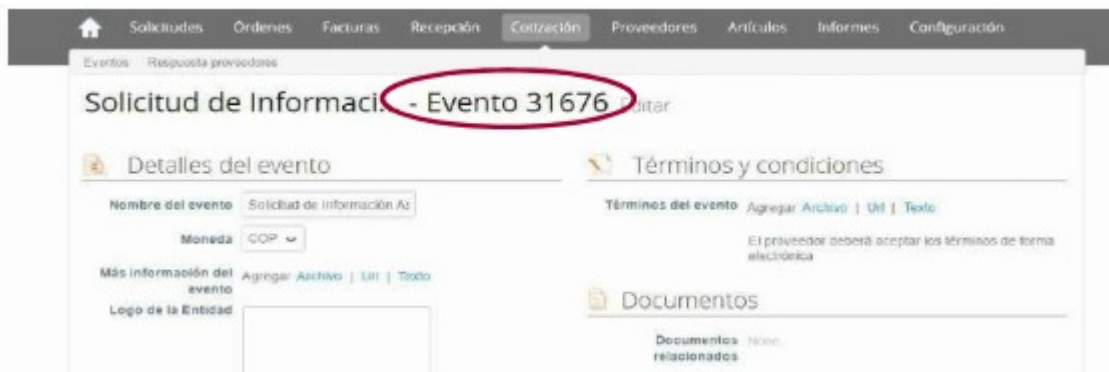 Solicitudes Órdenes Facturas Recepción Cotización Proveedores Artículos Informes Configuración
Eventos Respuesta proveedores
Solicitud de Informaci... - Evento 31676 Editar
Detalles del evento
Nombre del evento Solicitud de Información Az
Moneda COP
Más información del evento Agregar Archivo | Url | Texto
Logo de la Entidad
Términos y condiciones
Términos del evento Agregar Archivo | Url | Texto
El proveedor deberá aceptar los términos de forma
electrónica
Documentos
Documentos relacionados None